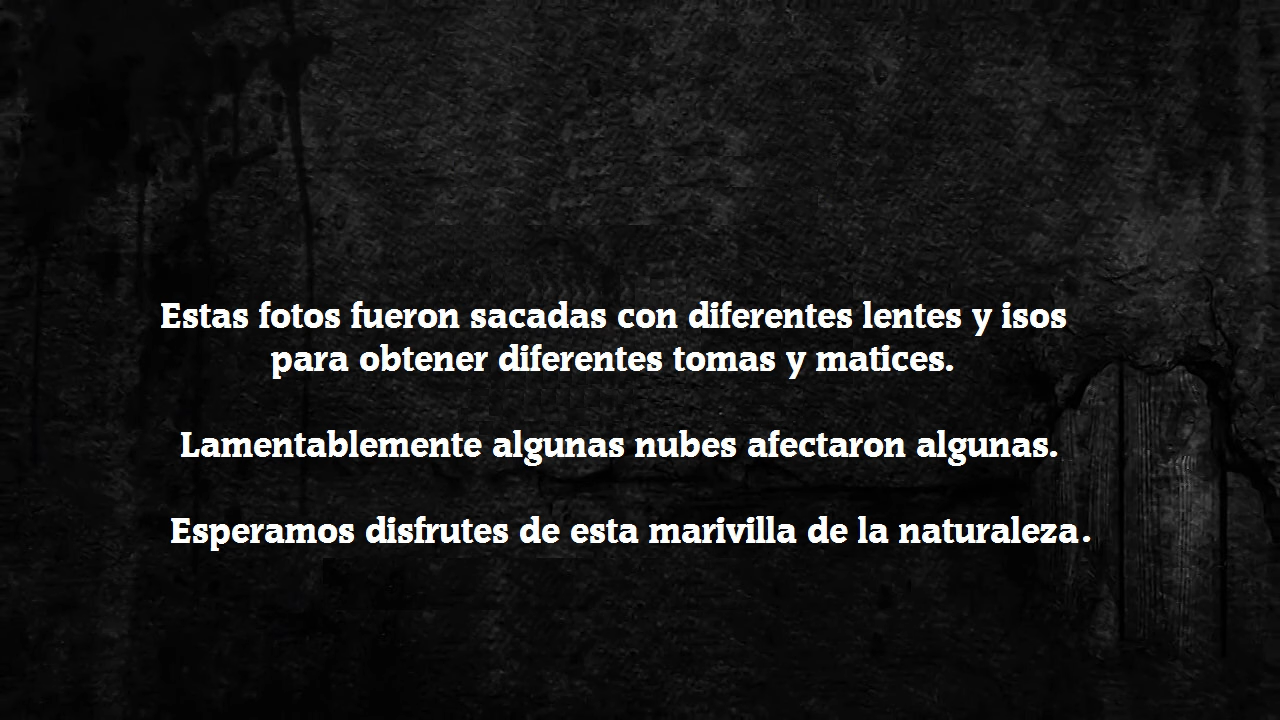 Estas fotos fueron sacadas con diferentes lentes y isos
para obtener diferentes tomas y matices.
Lamentablemente algunas nubes afectaron algunas.
Esperamos disfrutes de esta marivilla de la naturaleza.